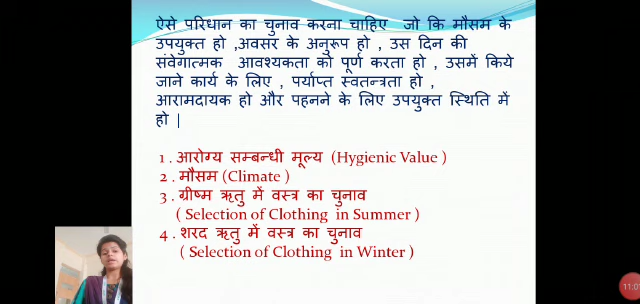 ऐसे परिधान का चुनाव करना चाहिए जो कि मौसम के
उपयुक्त हो ,अवसर के अनुरूप हो , उस दिन की
संवेगात्मक आवश्यकता को पूर्ण करता हो , उसमें किये
जाने कार्य के लिए , पर्याप्त स्वतन्त्रता हो ,
आरामदायक हो और पहनने के लिए उपयुक्त स्थिति में
हो |
1 . आरोग्य सम्बन्धी मूल्य (Hygienic Value )
2 . मौसम (Climate )
3 . ग्रीष्म ऋतु में वस्त्र का चुनाव
( Selection of Clothing in Summer )
4 . शरद ऋतु में वस्त्र का चुनाव
( Selection of Clothing in Winter )